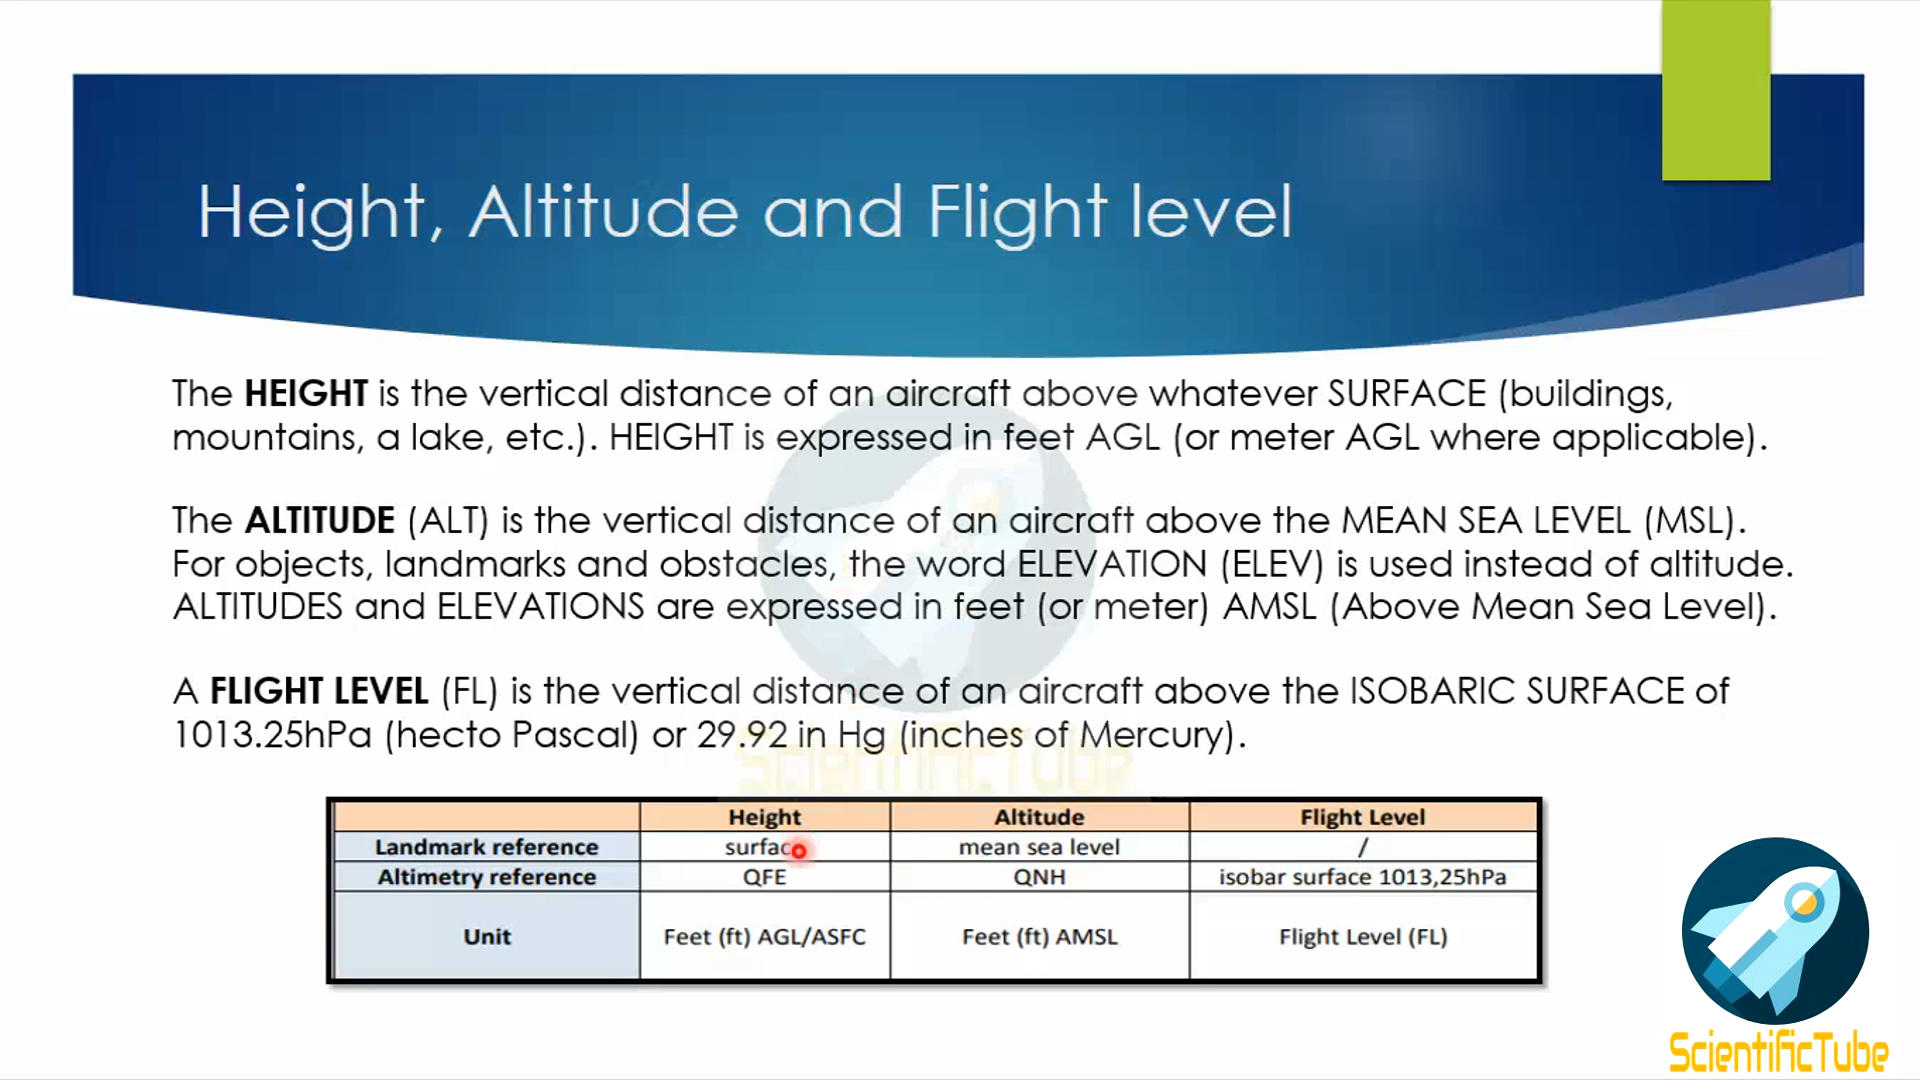 Height, Altitude and Flight level
The HEIGHT is the vertical distance of an aircraft above whatever SURFACE (buildings,
mountains, a lake, etc.). HEIGHT is expressed in feet AGL (or meter AGL where applicable).
The ALTITUDE (ALT) is the vertical distance of an aircraft above the MEAN SEA LEVEL (MSL).
For objects, landmarks and obstacles, the word ELEVATION (ELEV) is used instead of altitude.
ALTITUDES and ELEVATIONS are expressed in feet (or meter) AMSL (Above Mean Sea Level).
A FLIGHT LEVEL (FL) is the vertical distance of an aircraft above the ISOBARIC SURFACE of
1013.25hPa (hecto Pascal) or 29.92 in Hg (inches of Mercury).
ScientificTube
Height Altitude Flight Level
Landmark reference surface mean sea level /
Altimetry reference QFE QNH isobar surface 1013,25hPa
Unit Feet (ft) AGL/ASFC Feet (ft) AMSL Flight Level (FL)
ScientificTube